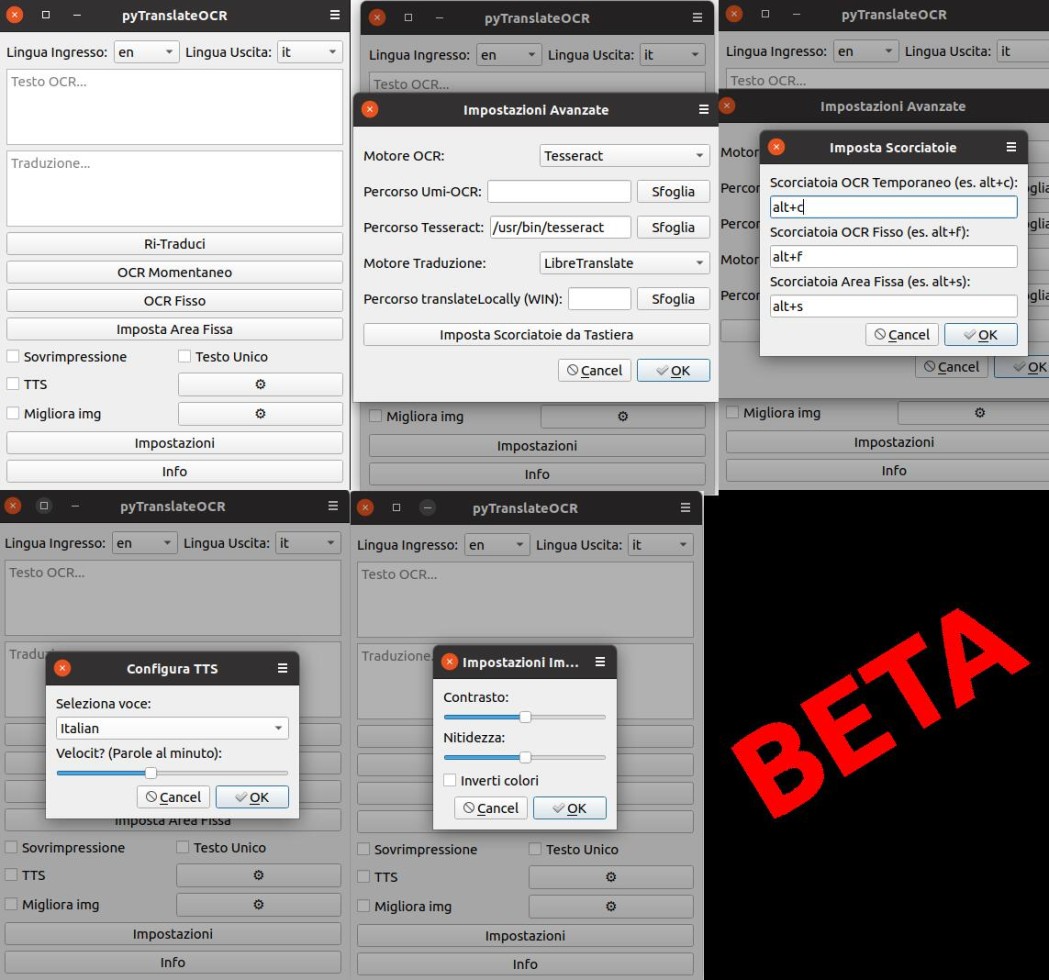 pyTranslateOCR
Lingua Ingresso: en Lingua Uscita: it
Testo OCR...
Traduzione...
Ri-Traduci
OCR Momentaneo
OCR Fisso
Imposta Area Fissa
Sovrimpressione Testo Unico
TTS
Migliora img
Impostazioni
Info
pyTranslateOCR
Lingua Ingresso: en Lingua Uscita: it
Testo OCR...
Impostazioni Avanzate
Motore OCR: Tesseract
Percorso Umi-OCR: Sfoglia
Percorso Tesseract: /usr/bin/tesseract Sfoglia
Motore Traduzione: LibreTranslate
Percorso translateLocally (WIN): Sfoglia
Imposta Scorciatoie da Tastiera
Cancel OK
Migliora img
Impostazioni
Info
pyTranslateOCR
Lingua Ingresso: en Lingua Uscita: it
Testo OCR...
Impostazioni Avanzate
Imposta Scorciatoie
Scorciatoia OCR Temporaneo (es. alt+c):
alt+c
Scorciatoia OCR Fisso (es. alt+f):
alt+f
Scorciatoia Area Fissa (es. alt+s):
alt+s
Cancel OK
Cancel OK
Migliora img
Impostazioni
Info
pyTranslateOCR
Lingua Ingresso: en Lingua Uscita: it
Testo OCR...
Configura TTS
Seleziona voce:
Italian
Velocit? (Parole al minuto):
Cancel OK
Imposta Area Fissa
Sovrimpressione Testo Unico
TTS
Migliora img
Impostazioni
Info
pyTranslateOCR
Lingua Ingresso: en Lingua Uscita: it
Testo OCR...
Traduzione.
Impostazioni Im...
Contrasto:
Nitidezza:
Inverti colori
Cancel OK
Sovrimpressione Testo Unico
TTS
Migliora img
Impostazioni
Info
BETA